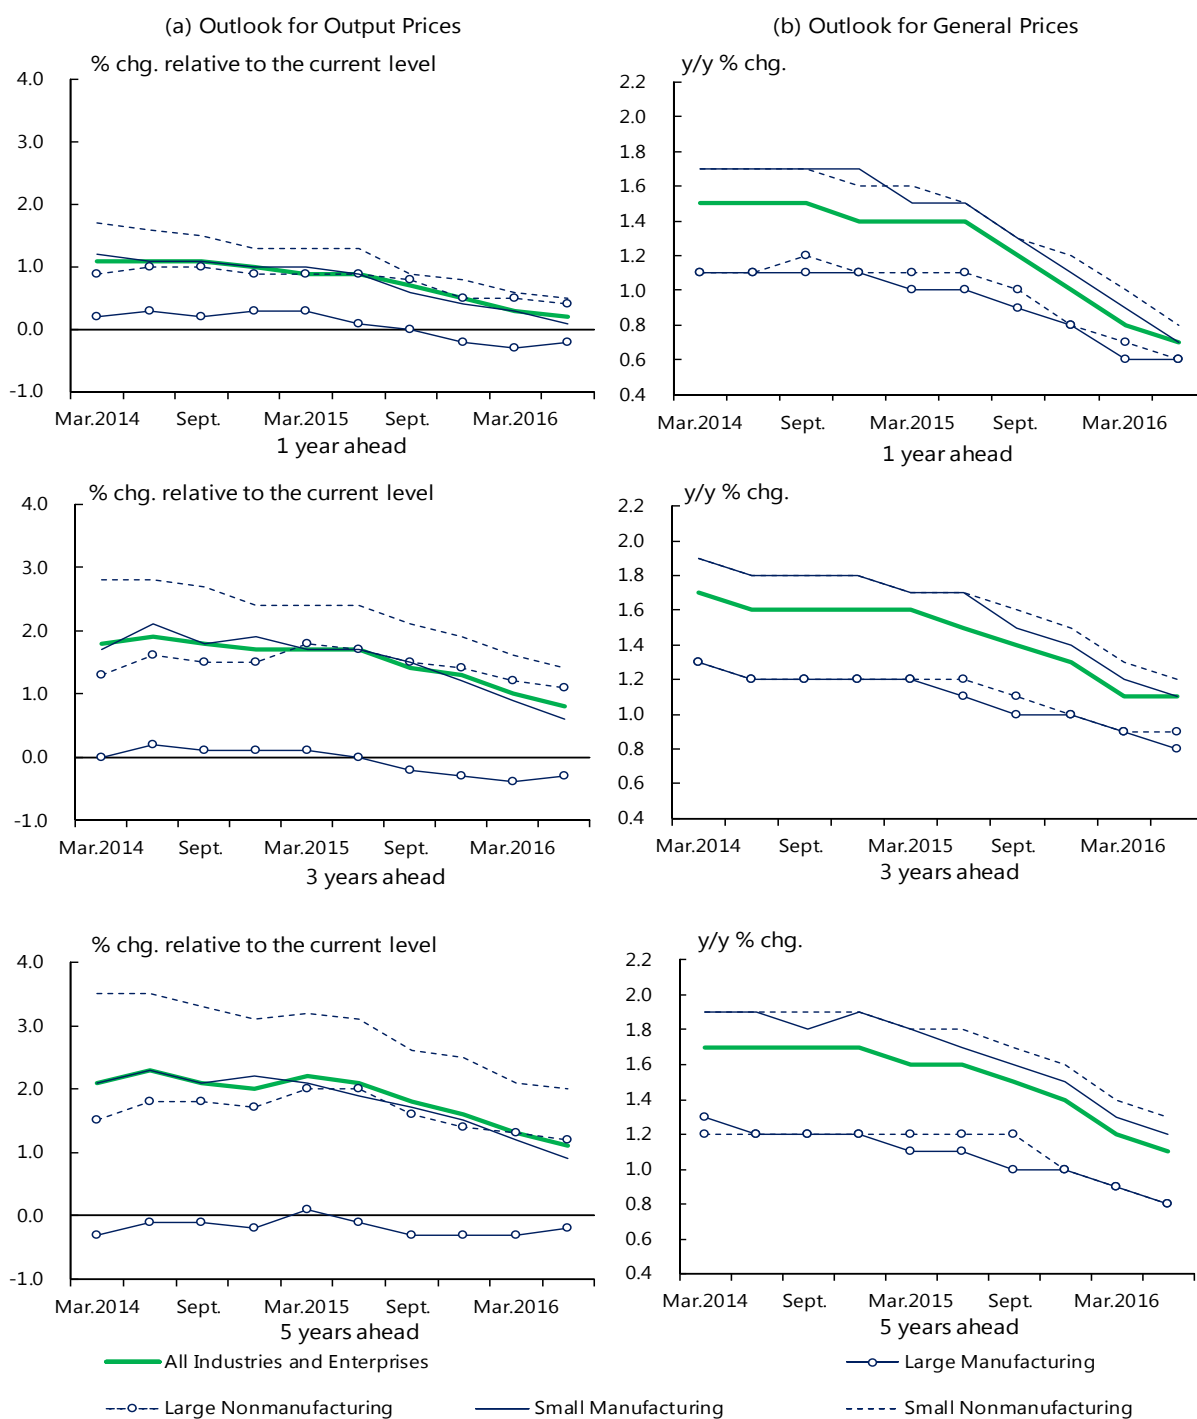 (a) Outlook for Output Prices
% chg. relative to the current level
4.0
3.0
2.0
1.0
0.0
-1.0
Mar.2014 Sept. Mar.2015 Sept. Mar.2016
1 year ahead
(b) Outlook for General Prices
y/y % chg.
2.2
2.0
1.8
1.6
1.4
1.2
1.0
0.8
0.6
0.4
Mar.2014 Sept. Mar.2015 Sept. Mar.2016
1 year ahead
% chg. relative to the current level
4.0
3.0
2.0
1.0
0.0
-1.0
Mar.2014 Sept. Mar.2015 Sept. Mar.2016
3 years ahead
y/y % chg.
2.2
2.0
1.8
1.6
1.4
1.2
1.0
0.8
0.6
0.4
Mar.2014 Sept. Mar.2015 Sept. Mar.2016
3 years ahead
% chg. relative to the current level
4.0
3.0
2.0
1.0
0.0
-1.0
Mar.2014 Sept. Mar.2015 Sept. Mar.2016
5 years ahead
y/y % chg.
2.2
2.0
1.8
1.6
1.4
1.2
1.0
0.8
0.6
0.4
Mar.2014 Sept. Mar.2015 Sept. Mar.2016
5 years ahead
All Industries and Enterprises Large Manufacturing
Large Nonmanufacturing Small Manufacturing Small Nonmanufacturing